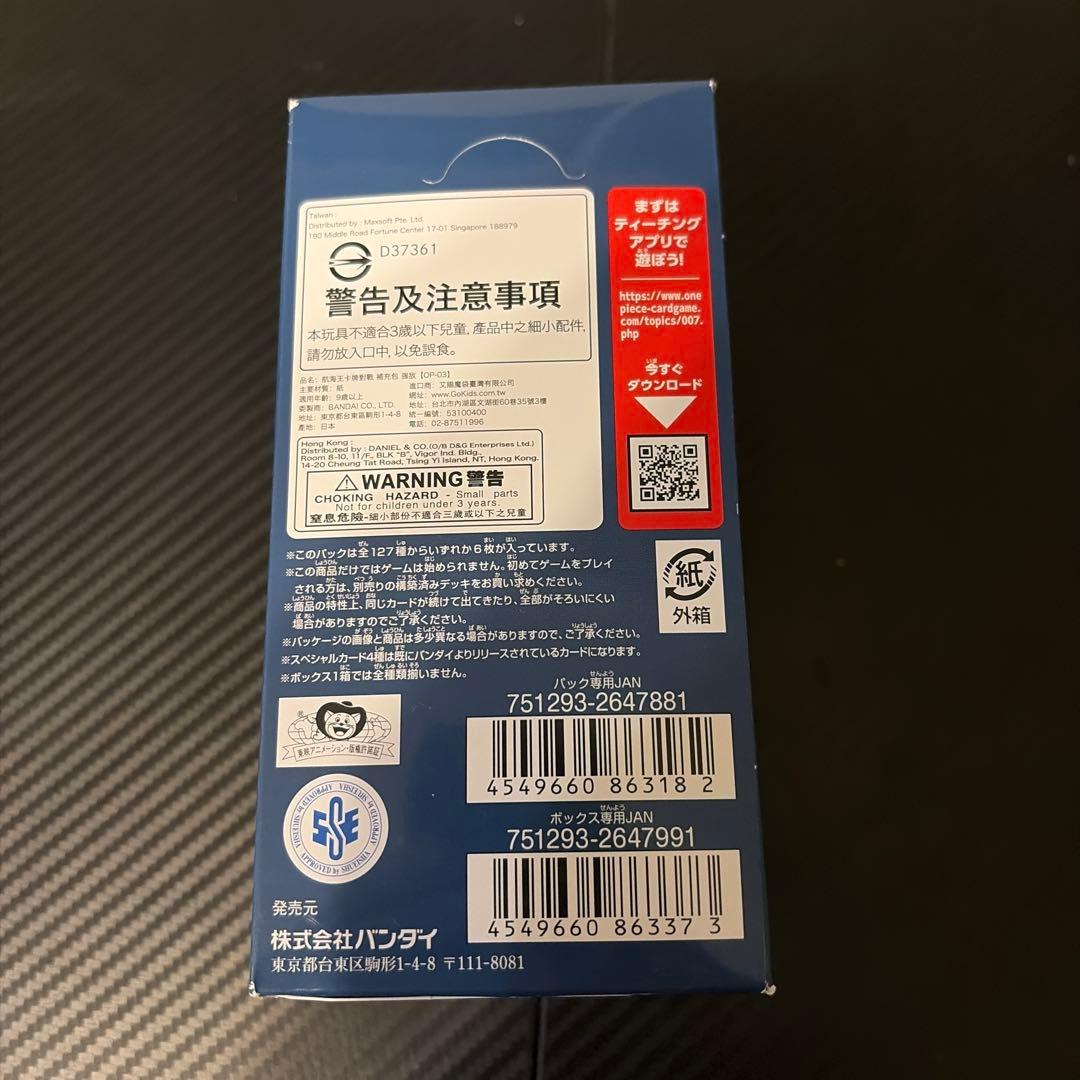 Taiwan :
Distributed by : Maxsoft Pte. Ltd.
190 Middle Road Fortune Center 17-01 Singapore 188979
D37361
警告及注意事項
本玩具不適合3歲以下兒童, 產品中之細小配件,
請勿放入口中, 以免誤食。
品名: 航海王卡牌對戰 補充包 強敵【OP-03】
主要材質: 紙
適用年齡: 9歲以上
委製商: BANDAI CO., LTD.
地址: 東京都台東區駒形1-4-8
產地: 日本
進口商: 又陽魔袋臺灣有限公司
網址: www.GoKids.com.tw
地址: 台北市內湖區文湖街60巷35號3樓
統一編號: 53100400
電話: 02-87511996
Hong Kong :
Distributed by : DANIEL & CO.(O/B D&G Enterprises Ltd.)
Room 8-10, 11/F., BLK "B", Vigor Ind. Bldg.,
14-20 Cheung Tat Road, Tsing Yi Island, NT, Hong Kong.
WARNING 警告
CHOKING HAZARD - Small parts
Not for children under 3 years.
窒息危險-細小部份不適合三歲或以下之兒童
まずは
ティーチング
アプリで
遊ぼう!
https://www.one
piece-cardgame.
com/topics/007.
php
今すぐ
ダウンロード
紙
外箱
※このパックは全127種からいずれか6枚が入っています。
※この商品だけではゲームは始められません。初めてゲームをプレイ
される方は、別売りの構築済みデッキをお買い求めください。
※商品の特性上、同じカードが続けて出てきたり、全部がそろいにくい
場合がありますのでご了承ください。
※パッケージの画像と商品は多少異なる場合がありますので、ご了承ください。
※スペシャルカード4種は既にバンダイよりリリースされているカードになります。
※ボックス1箱では全種類揃いません。
パック専用JAN
751293-2647881
4549660 86318 2
ボックス専用JAN
751293-2647991
4549660 86337 3
®
東映アニメーション・版権許諾証
APPROVED by SHUEISHA
SSE
発売元
株式会社バンダイ
東京都台東区駒形1-4-8 〒111-8081